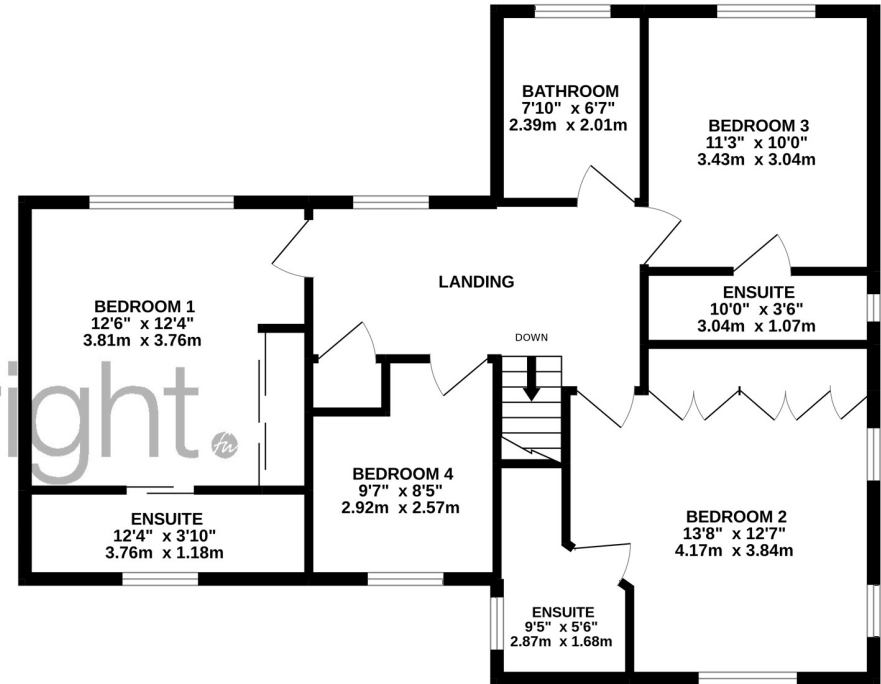 BATHROOM
7'10" x 6'7"
2.39m x 2.01m
BEDROOM 3
11'3" x 10'0"
3.43m x 3.04m
LANDING
ENSUITE
10'0" x 3'6"
3.04m x 1.07m
BEDROOM 1
12'6" x 12'4"
3.81m x 3.76m
DOWN
ight.
fw
BEDROOM 4
9'7" x 8'5"
2.92m x 2.57m
ENSUITE
12'4" x 3'10"
3.76m x 1.18m
BEDROOM 2
13'8" x 12'7"
4.17m x 3.84m
ENSUITE
9'5" x 5'6"
2.87m x 1.68m